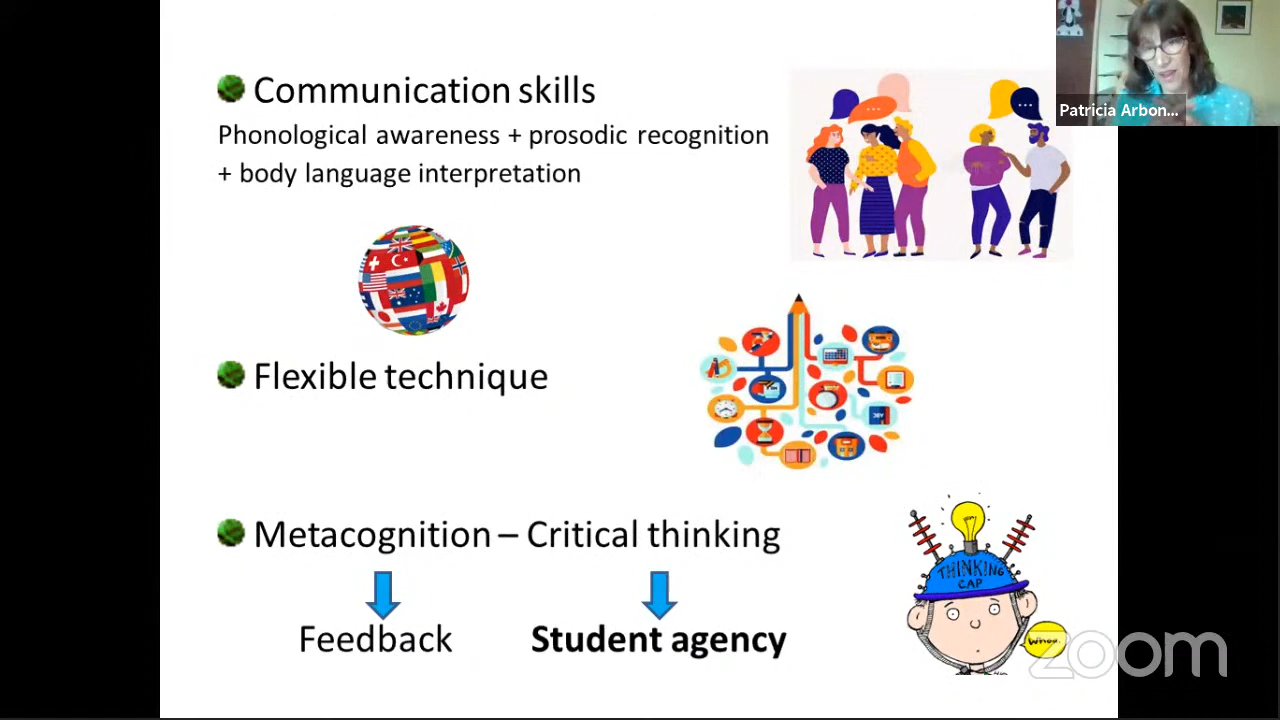 Communication skills
Phonological awareness + prosodic recognition
+ body language interpretation
Flexible technique
Metacognition – Critical thinking
Feedback
Student agency
Patricia Arbon...
THINKING
CAP
Whoa.
zoom